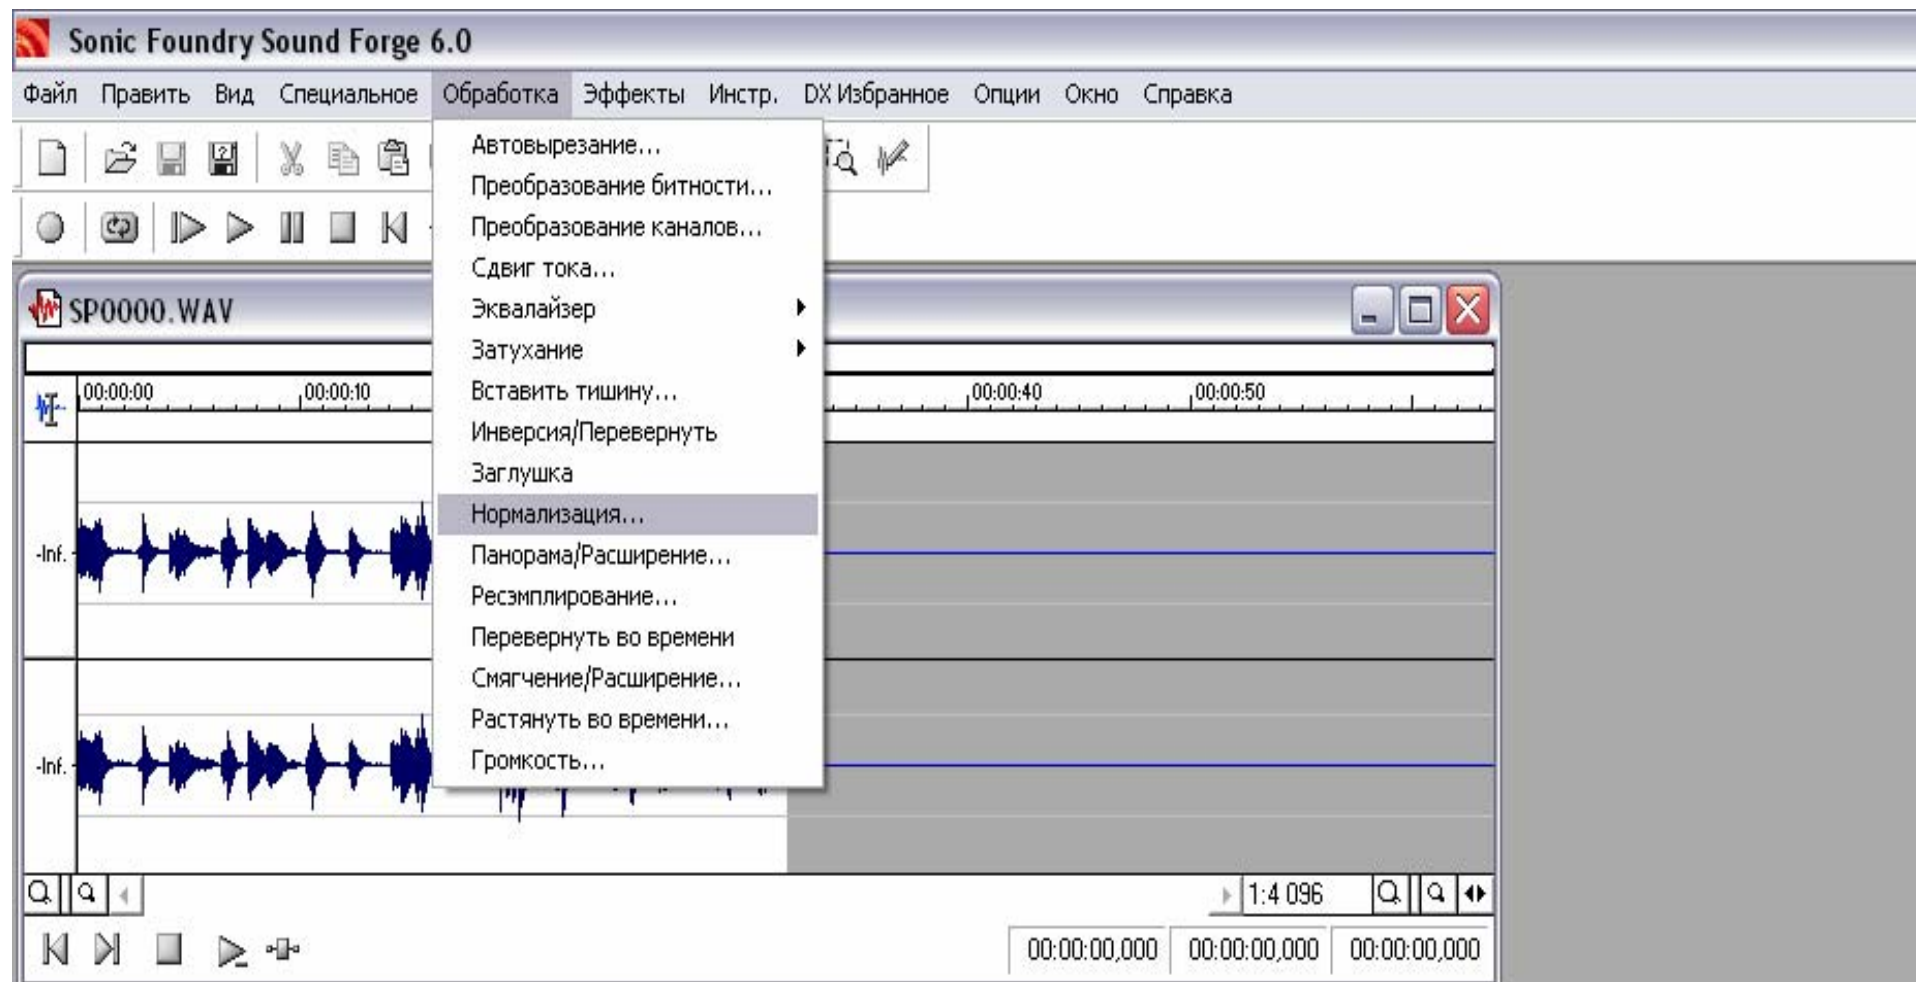 Sonic Foundry Sound Forge 6.0
Файл Править Вид Специальное Обработка Эффекты Инстр. DX Избранное Опции Окно Справка
Автовырезание...
Преобразование битности...
Преобразование каналов...
Сдвиг тока...
Эквалайзер
Затухание
Вставить тишину...
Инверсия/Перевернуть
Заглушка
Нормализация...
Панорама/Расширение...
Ресэмплирование...
Перевернуть во времени
Смягчение/Расширение...
Растянуть во времени...
Громкость...
SP0000.WAV
00:00:00 00:00:10 00:00:40 00:00:50
-Inf.
-Inf.
1:4 096
00:00:00,000 00:00:00,000 00:00:00,000